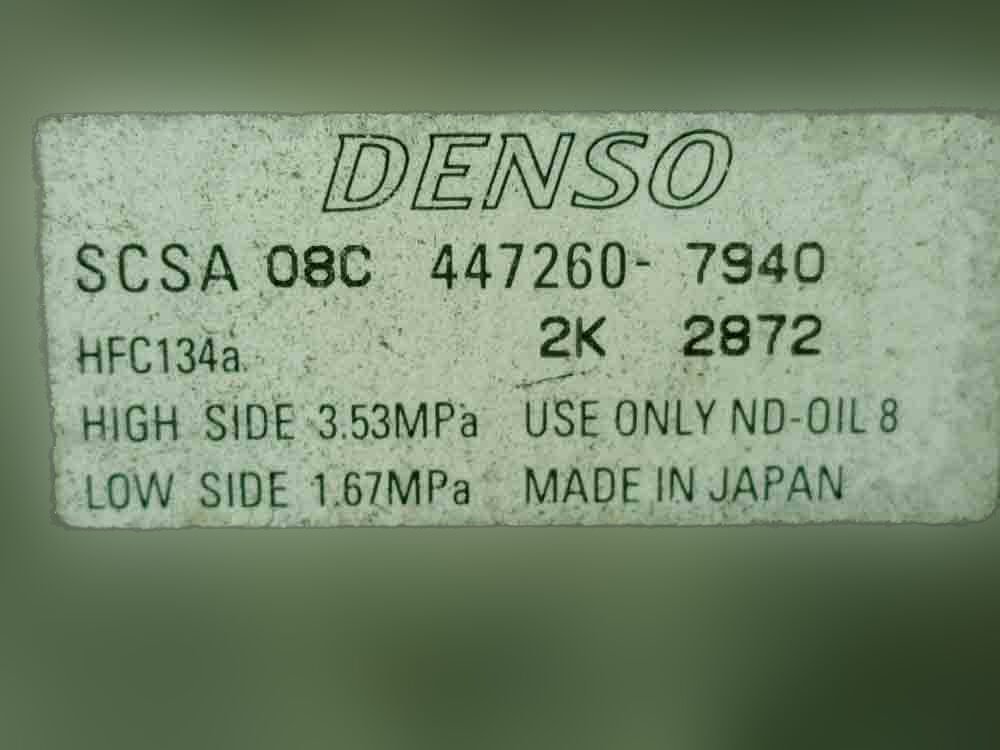 DENSO
SCSA 08C 447260- 7940
HFC134a 2K 2872
HIGH SIDE 3.53MPa USE ONLY ND-OIL 8
LOW SIDE 1.67MPa MADE IN JAPAN